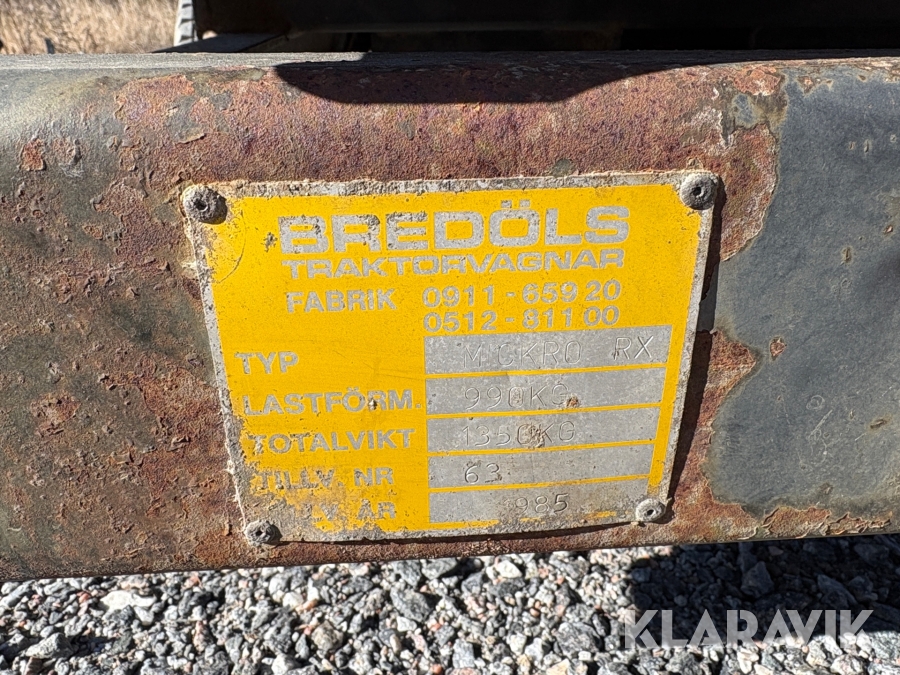 BREDÖLS
TRAKTORVAGNAR
FABRIK 0911-659 20
0512-811 00
TYP MICKRO RX
LASTFÖRM. 990KG
TOTALVIKT 1350KG
TILLV. NR 63
ÅR 985
KLARAVIK